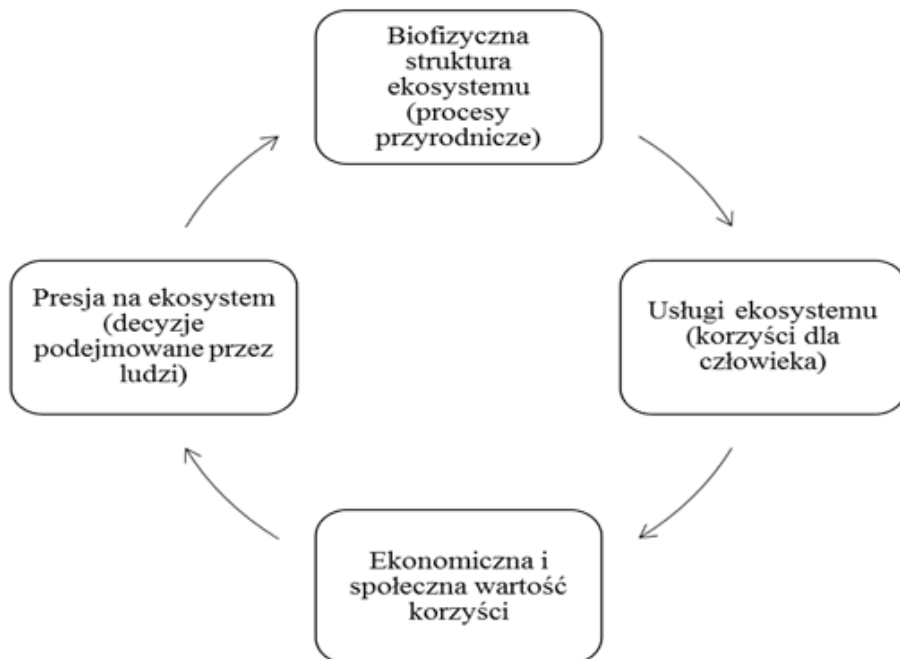 Biofizyczna
struktura
ekosystemu
(procesy
przyrodnicze)
Usługi ekosystemu
(korzyści dla
człowieka)
Ekonomiczna i
społeczna wartość
korzyści
Presja na ekosystem
(decyzje
podejmowane przez
ludzi)